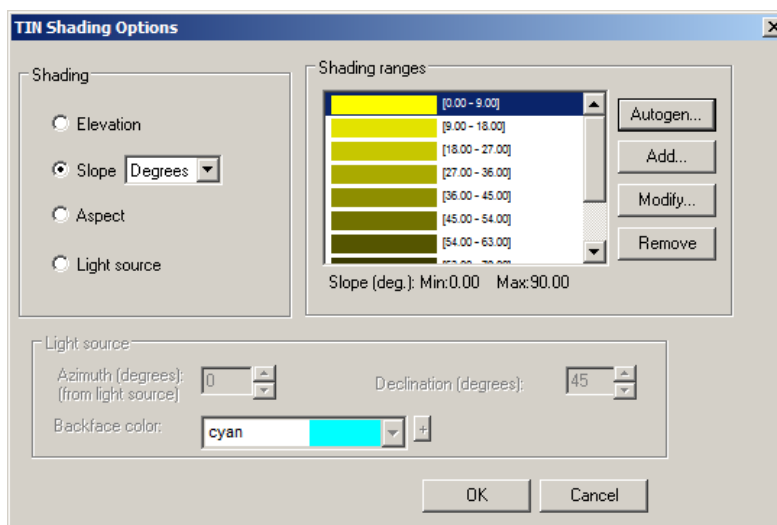 TIN Shading Options
Shading
Elevation
Slope Degrees
Aspect
Light source
Shading ranges
[0.00 - 9.00]
[9.00 - 18.00]
[18.00 - 27.00]
[27.00 - 36.00]
[36.00 - 45.00]
[45.00 - 54.00]
[54.00 - 63.00]
Slope (deg.): Min:0.00 Max:90.00
Autogen...
Add...
Modify...
Remove
Light source
Azimuth (degrees): 0
(from light source)
Declination (degrees): 45
Backface color: cyan +
OK Cancel